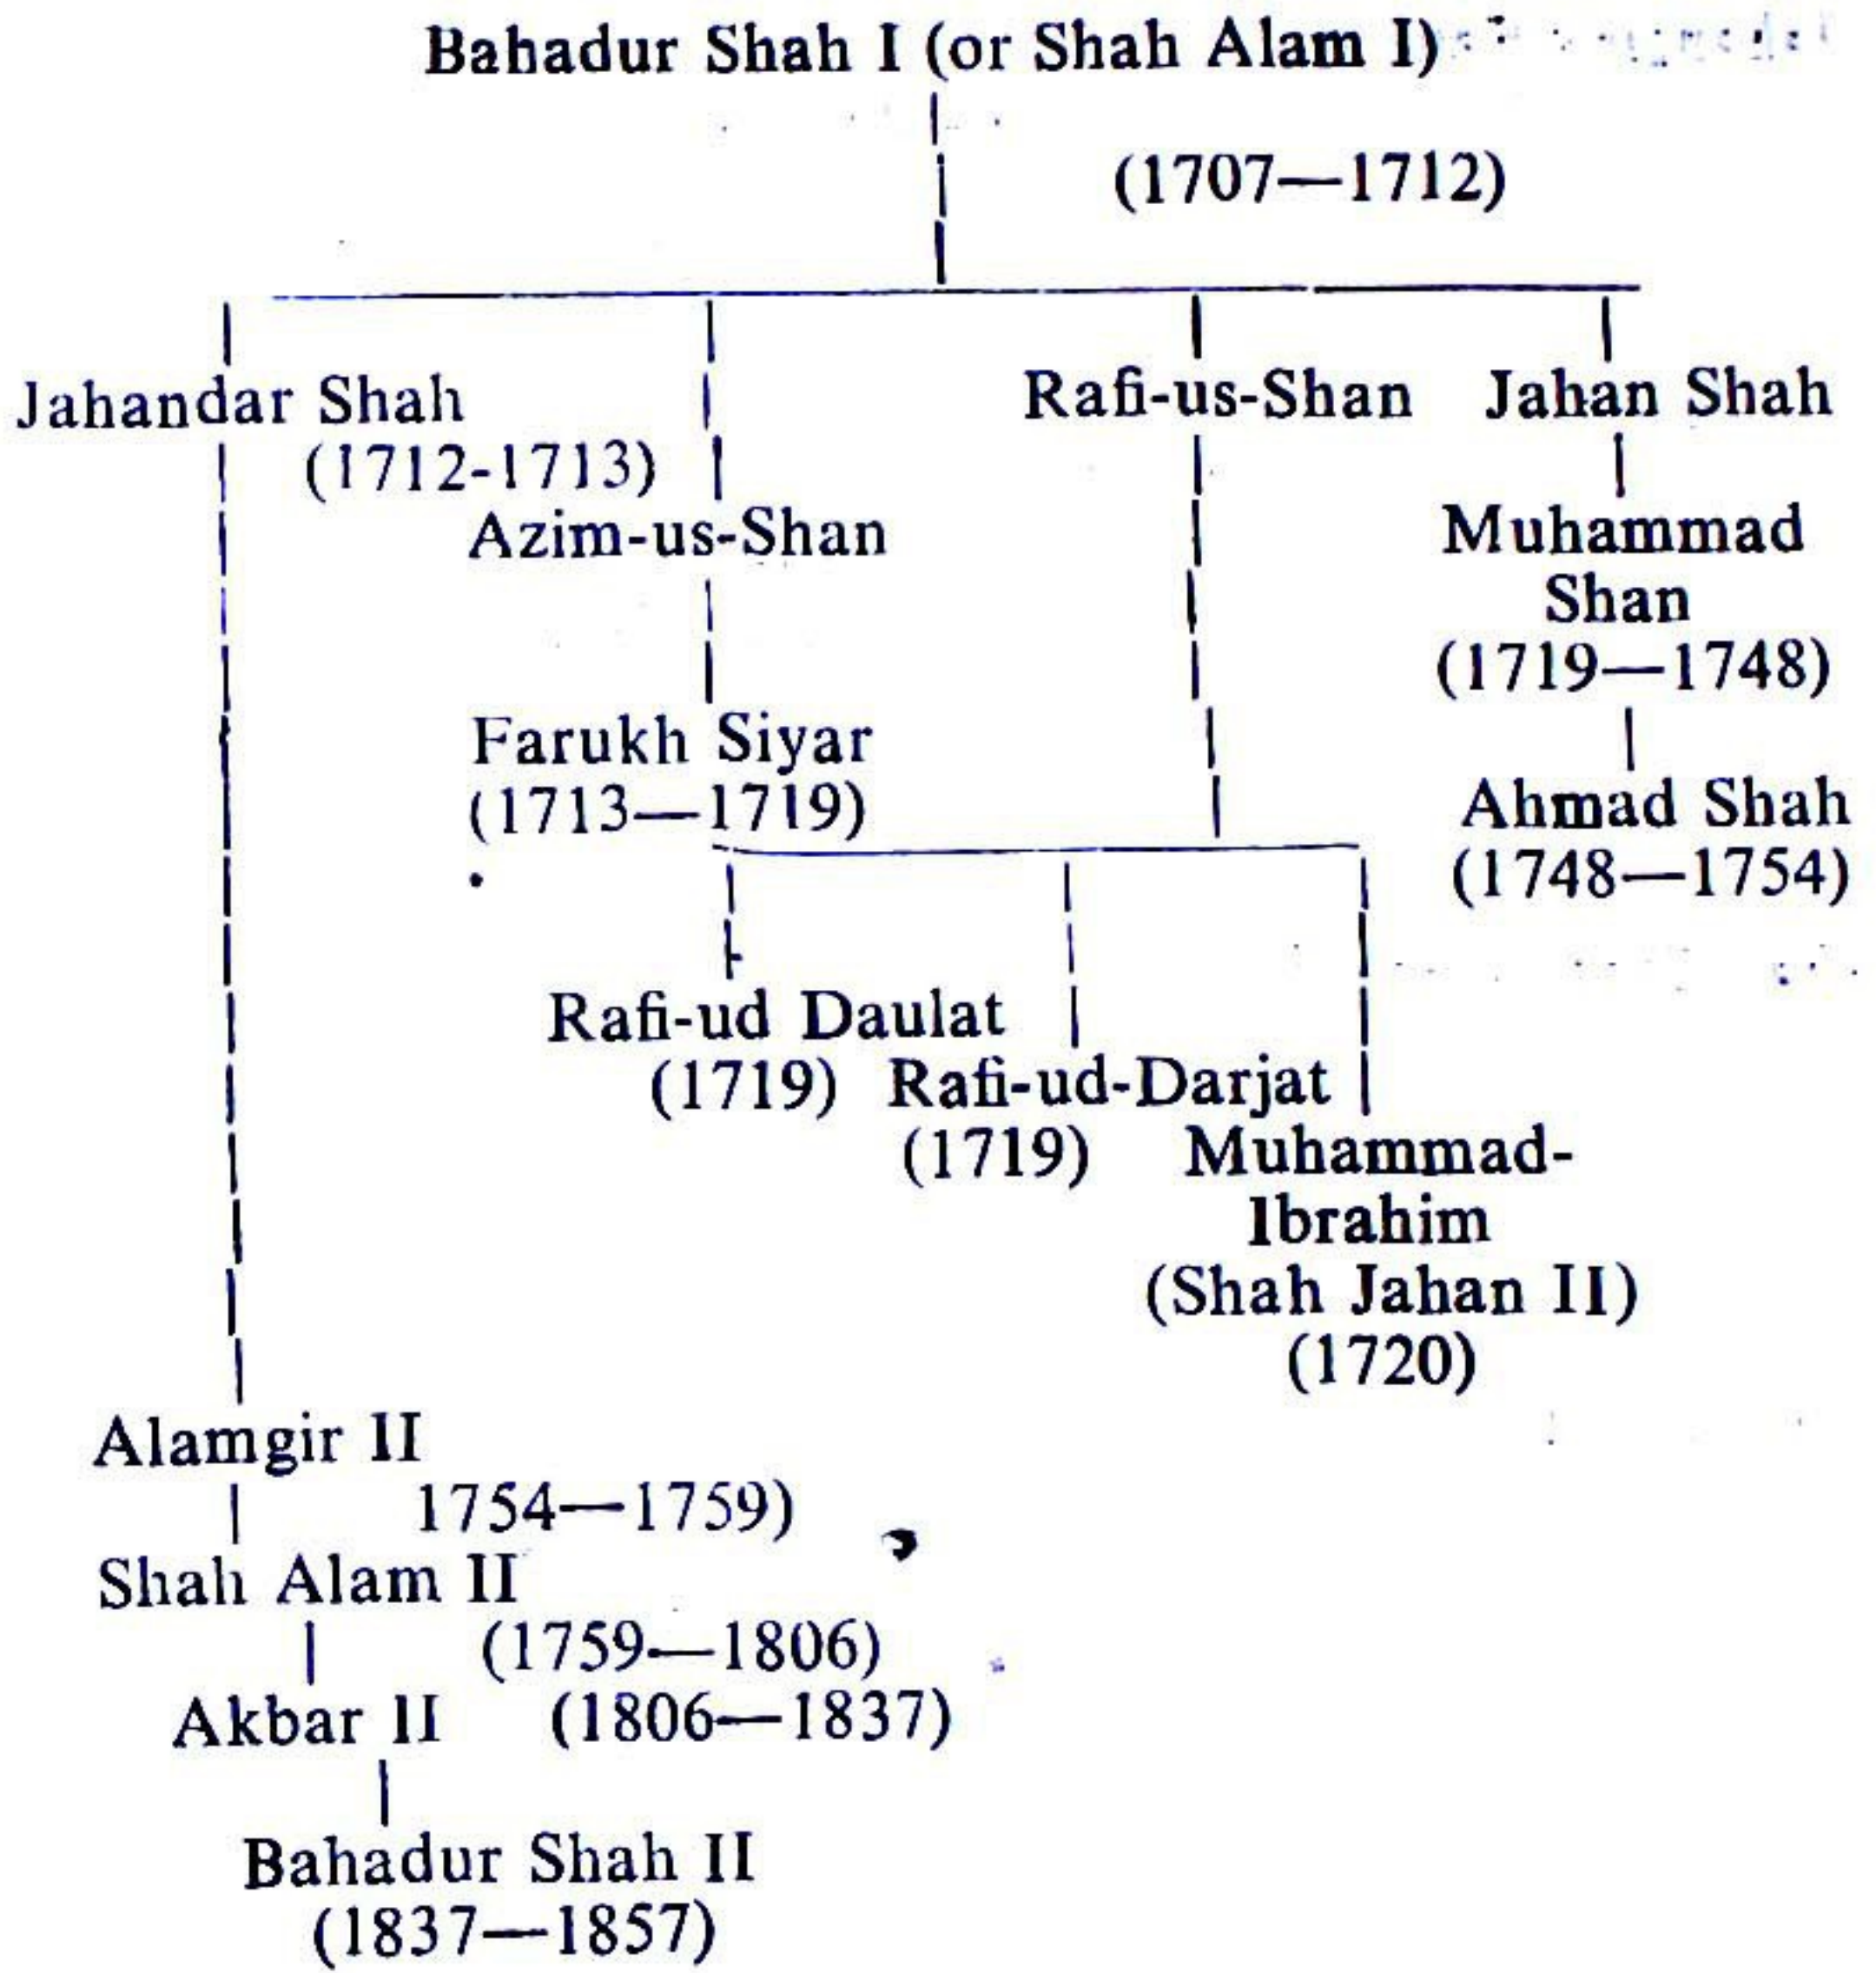 Bahadur Shah I (or Shah Alam I)
(1707—1712)
Jahandar Shah
(1712-1713)
Azim-us-Shan
Farukh Siyar
(1713—1719)
Rafi-us-Shan
Jahan Shah
Muhammad
Shan
(1719—1748)
Ahmad Shah
(1748—1754)
Rafi-ud Daulat
(1719)
Rafi-ud-Darjat
(1719)
Muhammad-
Ibrahim
(Shah Jahan II)
(1720)
Alamgir II
1754—1759)
Shah Alam II
(1759—1806)
Akbar II (1806—1837)
Bahadur Shah II
(1837—1857)